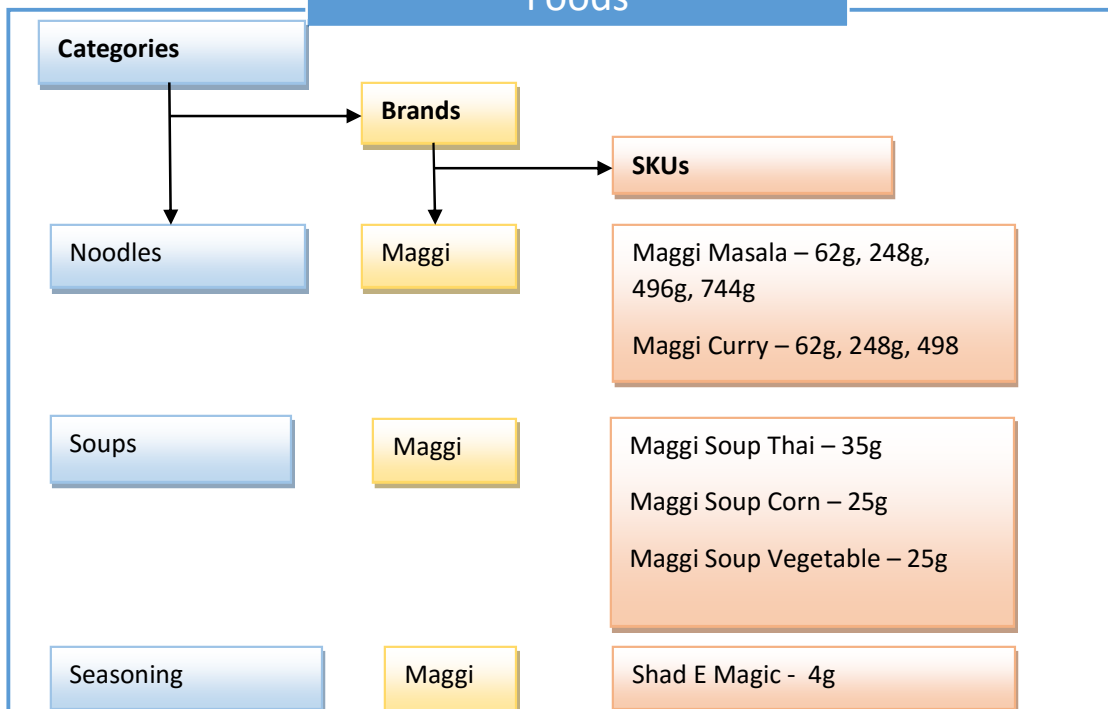 Foods
Categories
Brands
SKUs
Noodles
Maggi
Maggi Masala – 62g, 248g,
496g, 744g
Maggi Curry – 62g, 248g, 498
Soups
Maggi
Maggi Soup Thai – 35g
Maggi Soup Corn – 25g
Maggi Soup Vegetable – 25g
Seasoning
Maggi
Shad E Magic -  4g